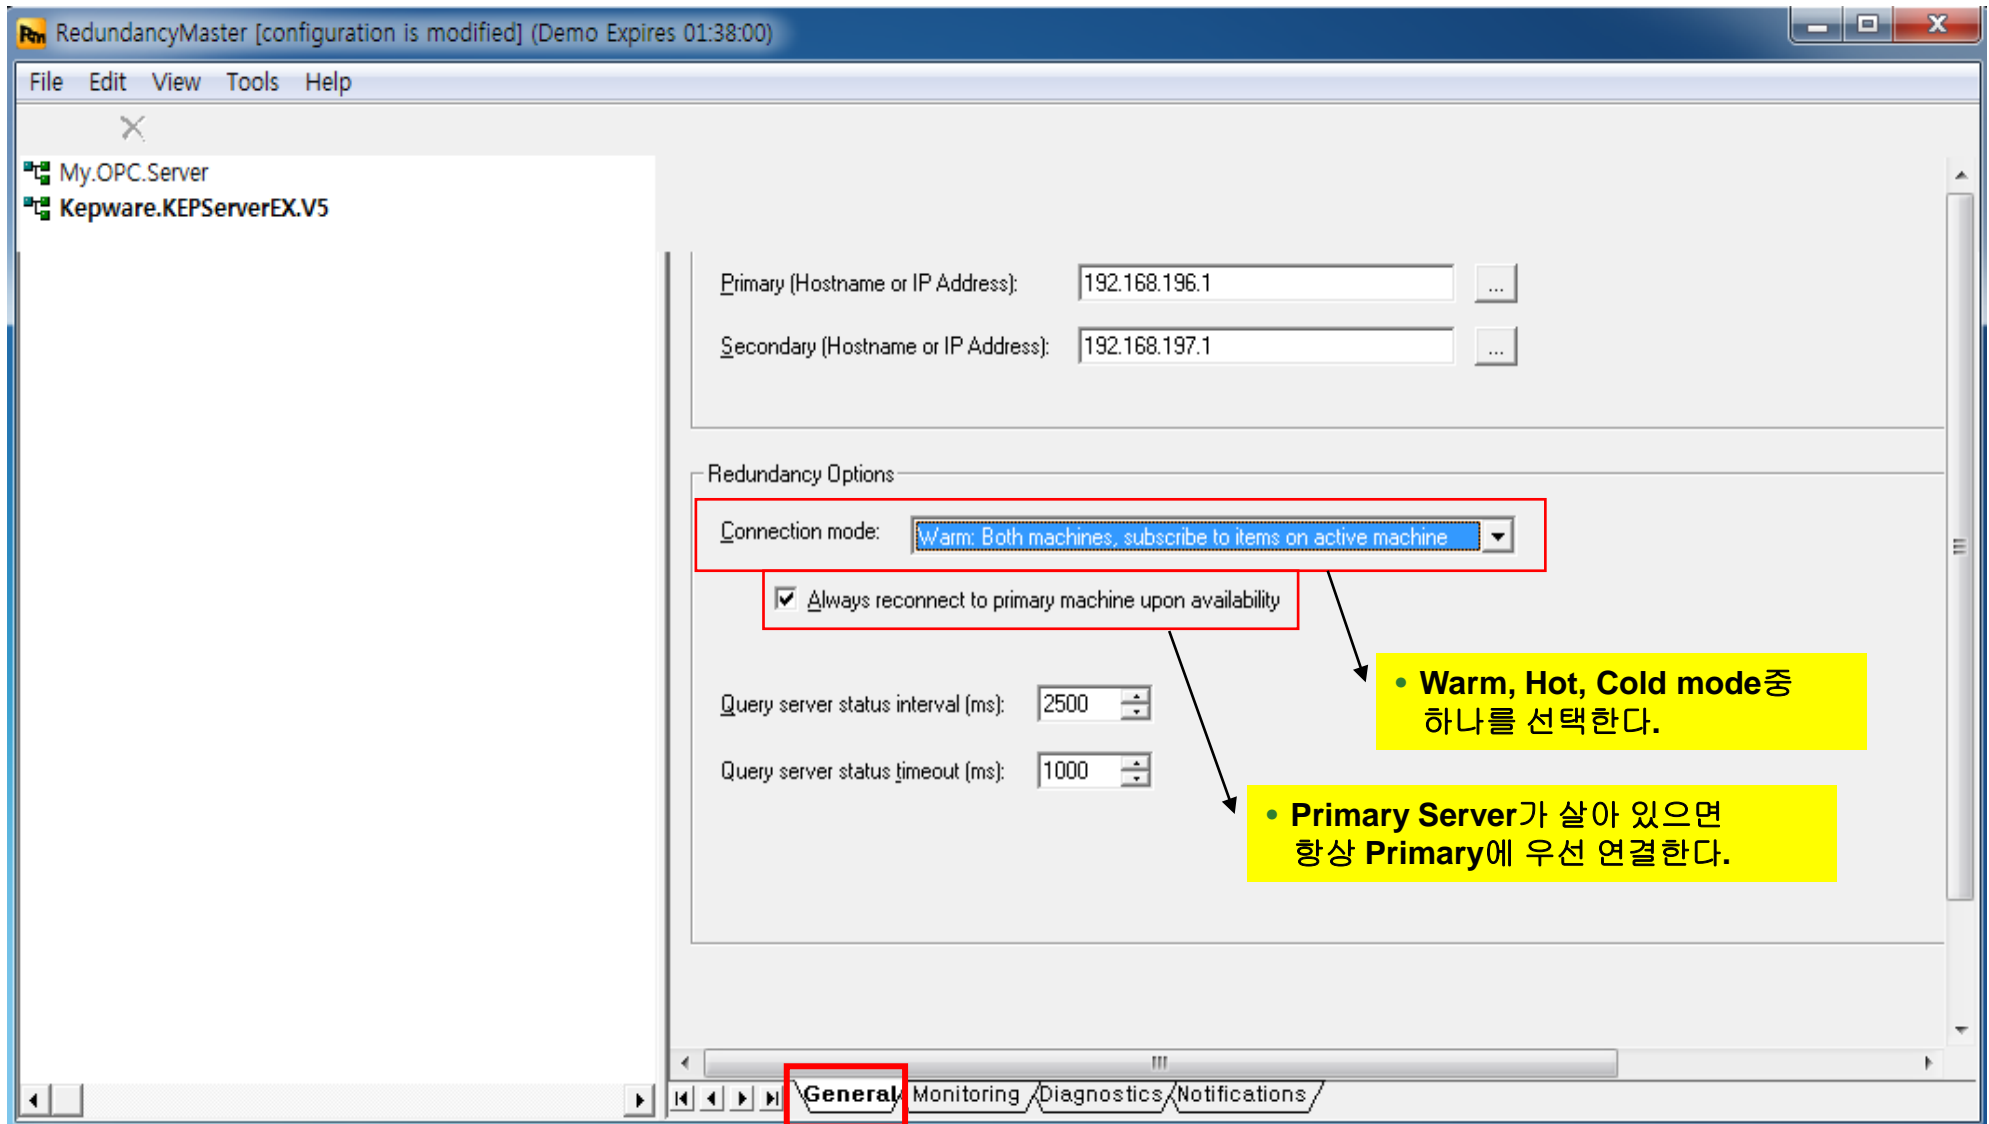 RedundancyMaster [configuration is modified] (Demo Expires 01:38:00)
File Edit View Tools Help
My.OPC.Server
Kepware.KEPServerEX.V5
Primary (Hostname or IP Address): 192.168.196.1 ...
Secondary (Hostname or IP Address): 192.168.197.1 ...
Redundancy Options
Connection mode: Warm: Both machines, subscribe to items on active machine
Always reconnect to primary machine upon availability
Query server status interval (ms): 2500
• Warm, Hot, Cold mode중
하나를 선택한다.
Query server status timeout (ms): 1000
• Primary Server가 살아 있으면
항상 Primary에 우선 연결한다.
General Monitoring Diagnostics Notifications